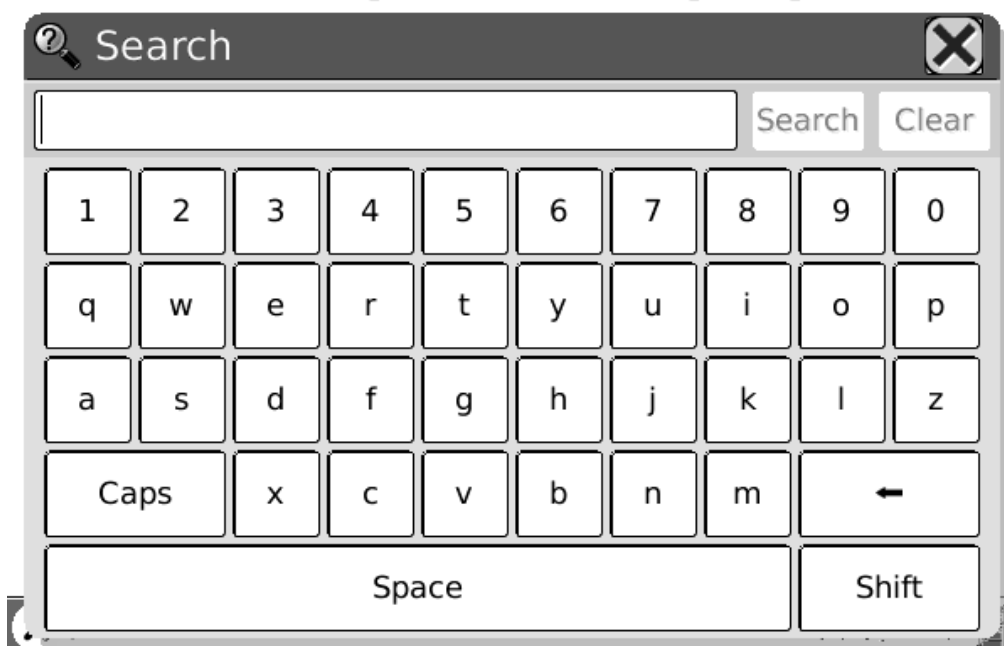 Search
Search Clear
1 2 3 4 5 6 7 8 9 0
q w e r t y u i o p
a s d f g h j k l z
Caps x c v b n m ←
Space Shift